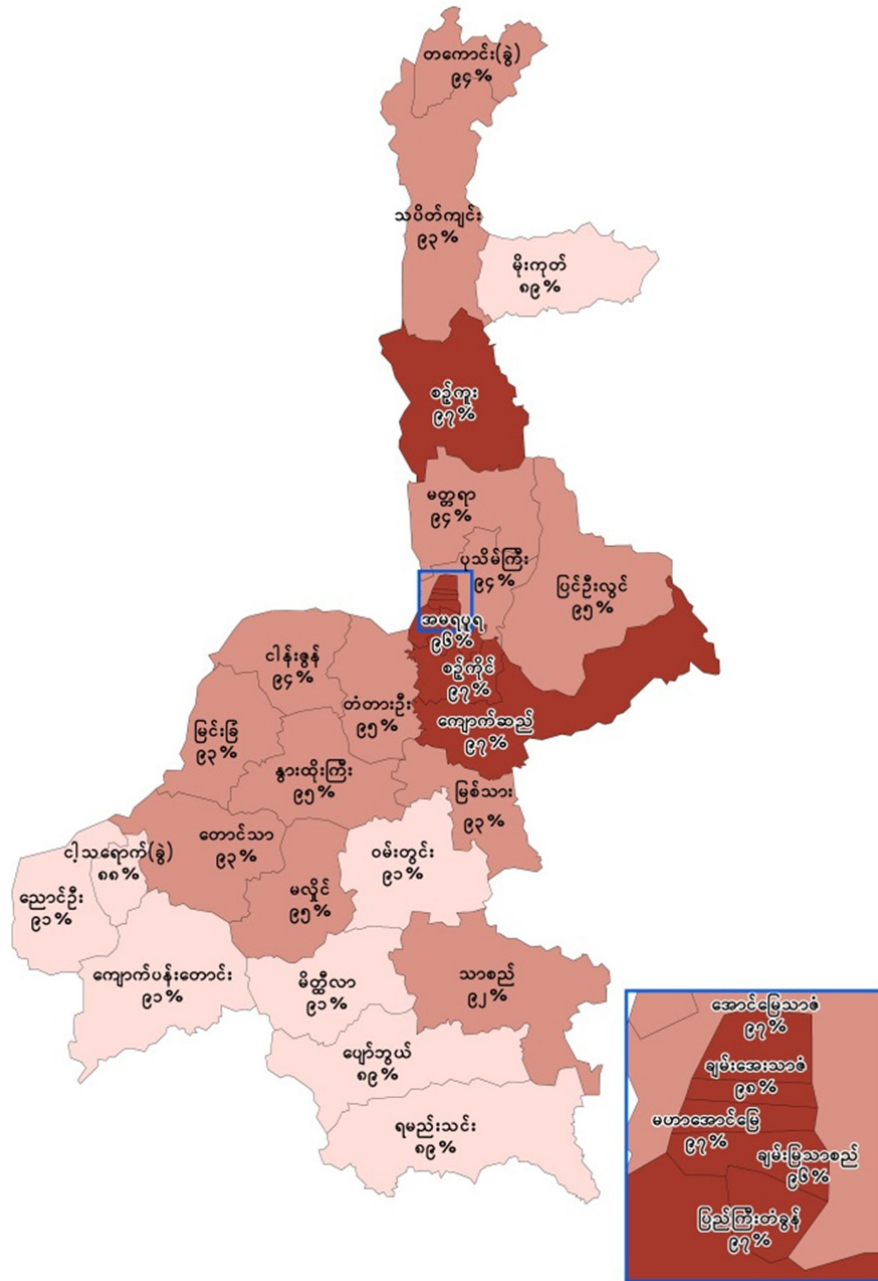 တကောင်း(ခွဲ)
၉၄%
သပိတ်ကျင်း
၉၃%
မိုးကုတ်
၈၉%
စဉ့်ကူး
၉၇%
မတ္တရာ
၉၄%
ပုသိမ်ကြီး
၉၄%
ပြင်ဦးလွင်
၉၅%
အမရပူရ
၉၆%
စဉ့်ကိုင်
၉၇%
ကျောက်ဆည်
၉၇%
ငါန်းဇွန်
၉၄%
တံတားဦး
၉၅%
မြင်းခြံ
၉၃%
နွားထိုးကြီး
၉၅%
မြစ်သား
၉၃%
တောင်သာ
၉၃%
ငါ့သရောက်(ခွဲ)
၈၈%
ဝမ်းတွင်း
၉၁%
ညောင်ဦး
၉၁%
မလှိုင်
၉၅%
ကျောက်ပန်းတောင်း
၉၁%
မိတ္ထီလာ
၉၁%
သာစည်
၉၂%
ပျော်ဘွယ်
၈၉%
ရမည်းသင်း
၈၉%
အောင်မြေသာဇံ
၉၇%
ချမ်းအေးသာဇံ
၉၈%
မဟာအောင်မြေ
၉၇%
ချမ်းမြသာစည်
၉၆%
ပြည်ကြီးတံခွန်
၉၇%